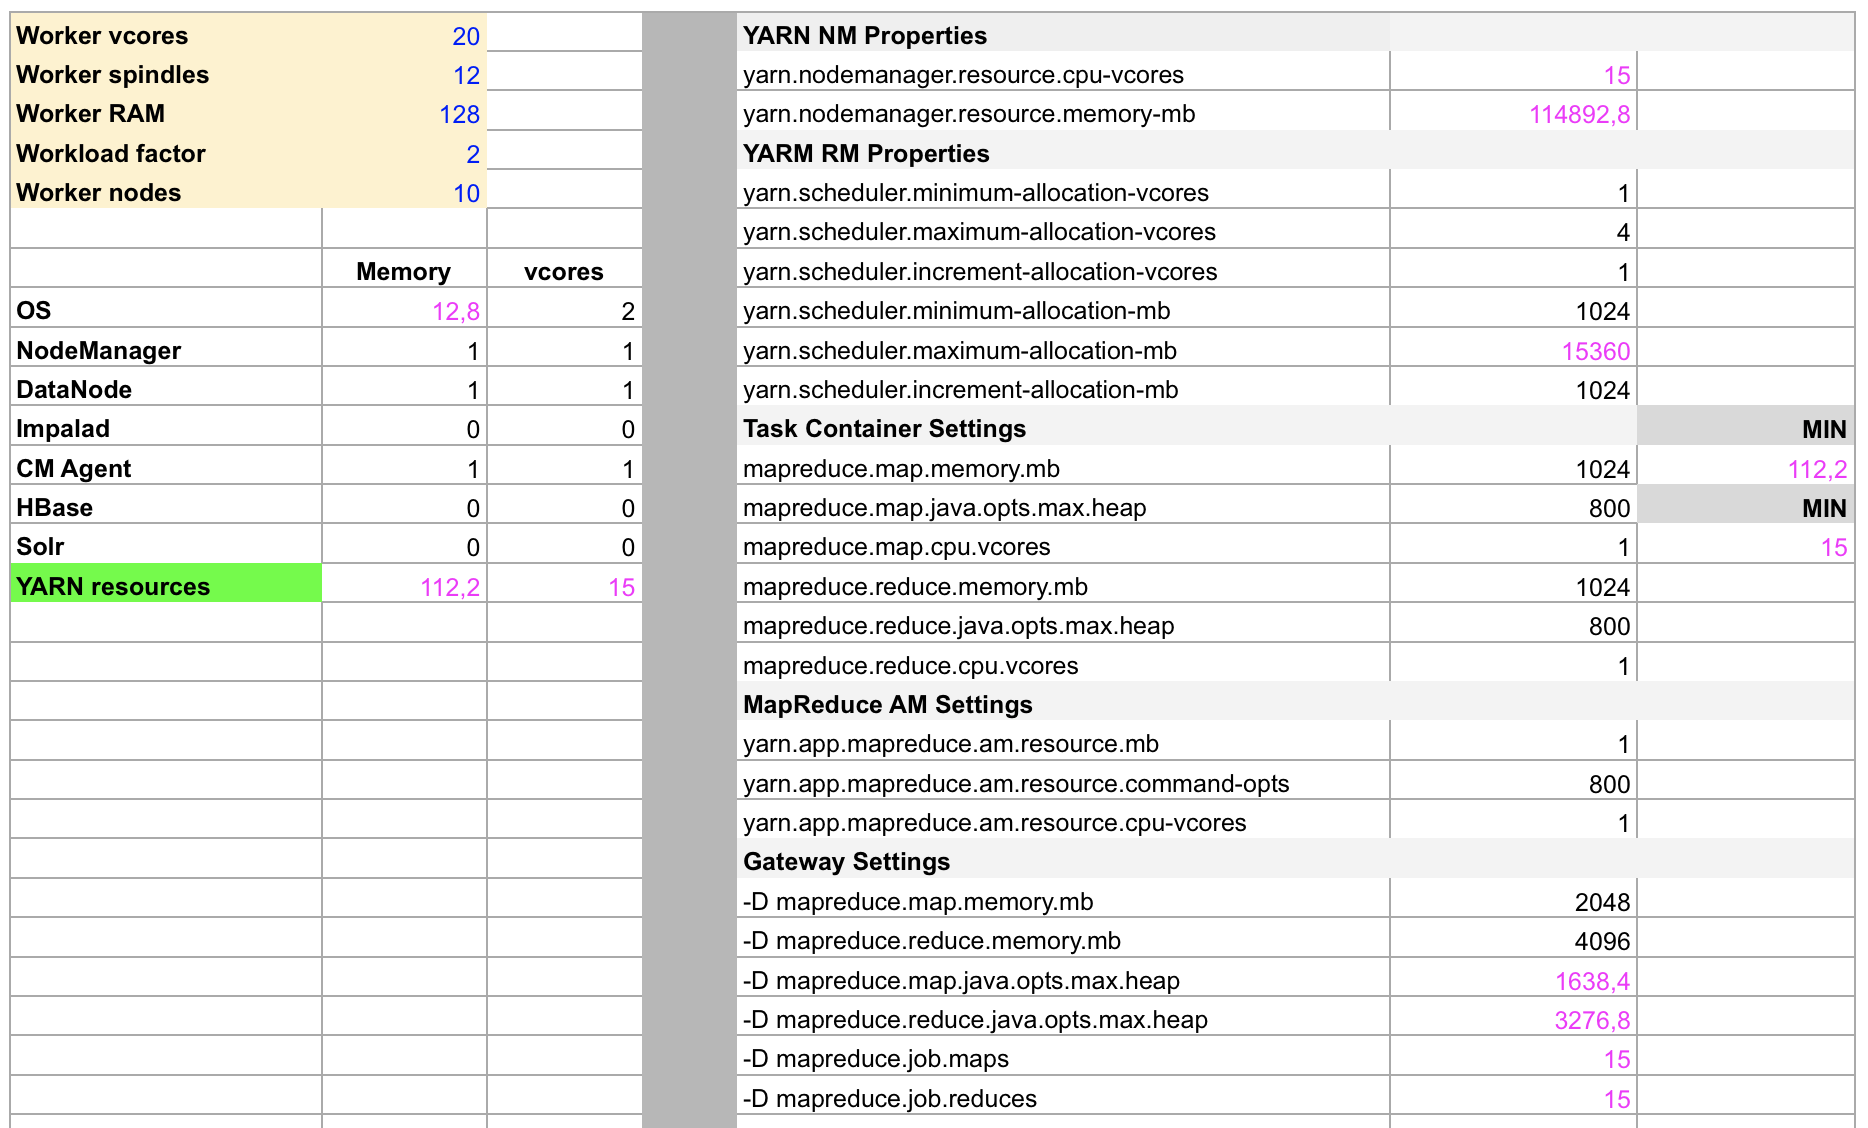 Worker vcores 20
Worker spindles 12
Worker RAM 128
Workload factor 2
Worker nodes 10
Memory vcores
OS 12,8 2
NodeManager 1 1
DataNode 1 1
Impalad 0 0
CM Agent 1 1
HBase 0 0
Solr 0 0
YARN resources 112,2 15
YARN NM Properties
yarn.nodemanager.resource.cpu-vcores 15
yarn.nodemanager.resource.memory-mb 114892,8
YARM RM Properties
yarn.scheduler.minimum-allocation-vcores 1
yarn.scheduler.maximum-allocation-vcores 4
yarn.scheduler.increment-allocation-vcores 1
yarn.scheduler.minimum-allocation-mb 1024
yarn.scheduler.maximum-allocation-mb 15360
yarn.scheduler.increment-allocation-mb 1024
Task Container Settings MIN
mapreduce.map.memory.mb 1024 112,2
mapreduce.map.java.opts.max.heap 800 MIN
mapreduce.map.cpu.vcores 1 15
mapreduce.reduce.memory.mb 1024
mapreduce.reduce.java.opts.max.heap 800
mapreduce.reduce.cpu.vcores 1
MapReduce AM Settings
yarn.app.mapreduce.am.resource.mb 1
yarn.app.mapreduce.am.resource.command-opts 800
yarn.app.mapreduce.am.resource.cpu-vcores 1
Gateway Settings
-D mapreduce.map.memory.mb 2048
-D mapreduce.reduce.memory.mb 4096
-D mapreduce.map.java.opts.max.heap 1638,4
-D mapreduce.reduce.java.opts.max.heap 3276,8
-D mapreduce.job.maps 15
-D mapreduce.job.reduces 15